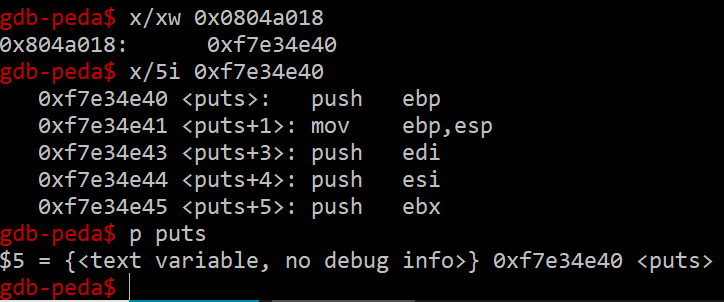 gdb-peda$ x/xw 0x0804a018
0x804a018:      0xf7e34e40
gdb-peda$ x/5i 0xf7e34e40
   0xf7e34e40 <puts>:   push   ebp
   0xf7e34e41 <puts+1>: mov    ebp,esp
   0xf7e34e43 <puts+3>: push   edi
   0xf7e34e44 <puts+4>: push   esi
   0xf7e34e45 <puts+5>: push   ebx
gdb-peda$ p puts
$5 = {<text variable, no debug info>} 0xf7e34e40 <puts>
gdb-peda$